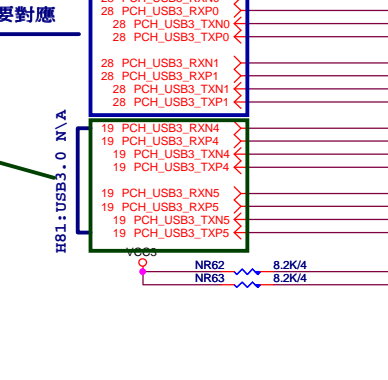 28 PCH_USB3_RXP0
要對應
28 PCH_USB3_TXN0
28 PCH_USB3_TXP0
28 PCH_USB3_RXN1
28 PCH_USB3_RXP1
28 PCH_USB3_TXN1
28 PCH_USB3_TXP1
H81:USB3.0 N\A
19 PCH_USB3_RXN4
19 PCH_USB3_RXP4
19 PCH_USB3_TXN4
19 PCH_USB3_TXP4
19 PCH_USB3_RXN5
19 PCH_USB3_RXP5
19 PCH_USB3_TXN5
19 PCH_USB3_TXP5
VCC3
NR62 8.2K/4
NR63 8.2K/4